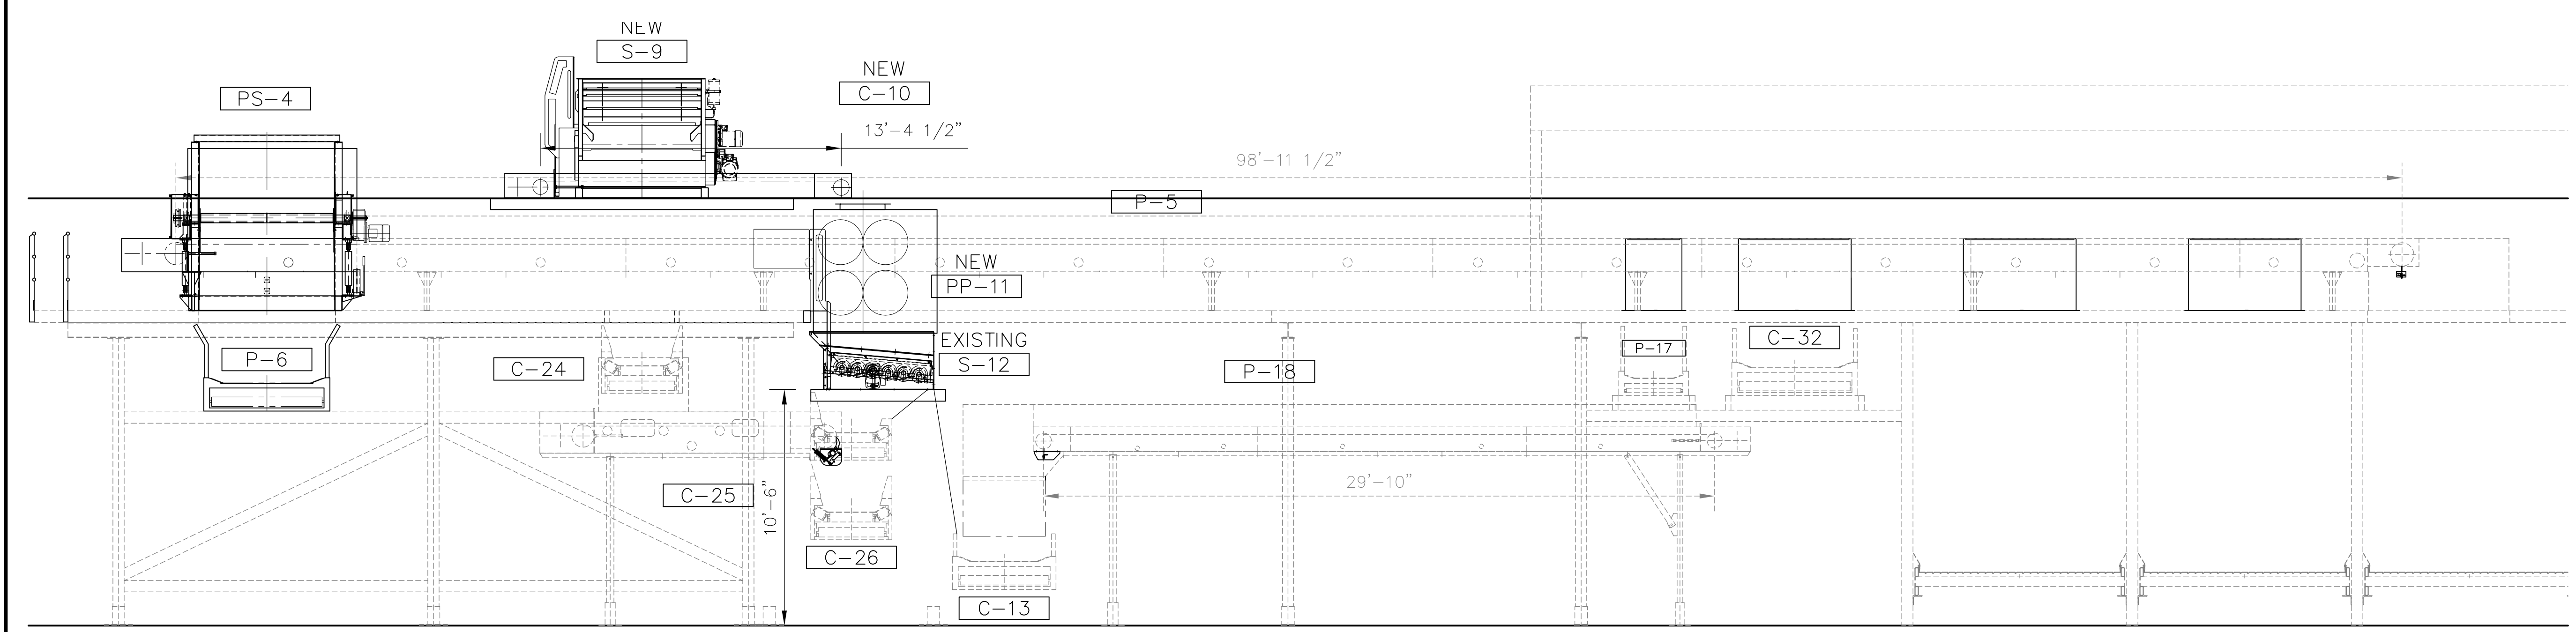 NEW
S-9
NEW
C-10
PS-4
13'-4 1/2"
98'-11 1/2"
P-5
NEW
PP-11
EXISTING
S-12
P-6
C-24
P-18
P-17
C-32
C-25
10'-6"
29'-10"
C-26
C-13